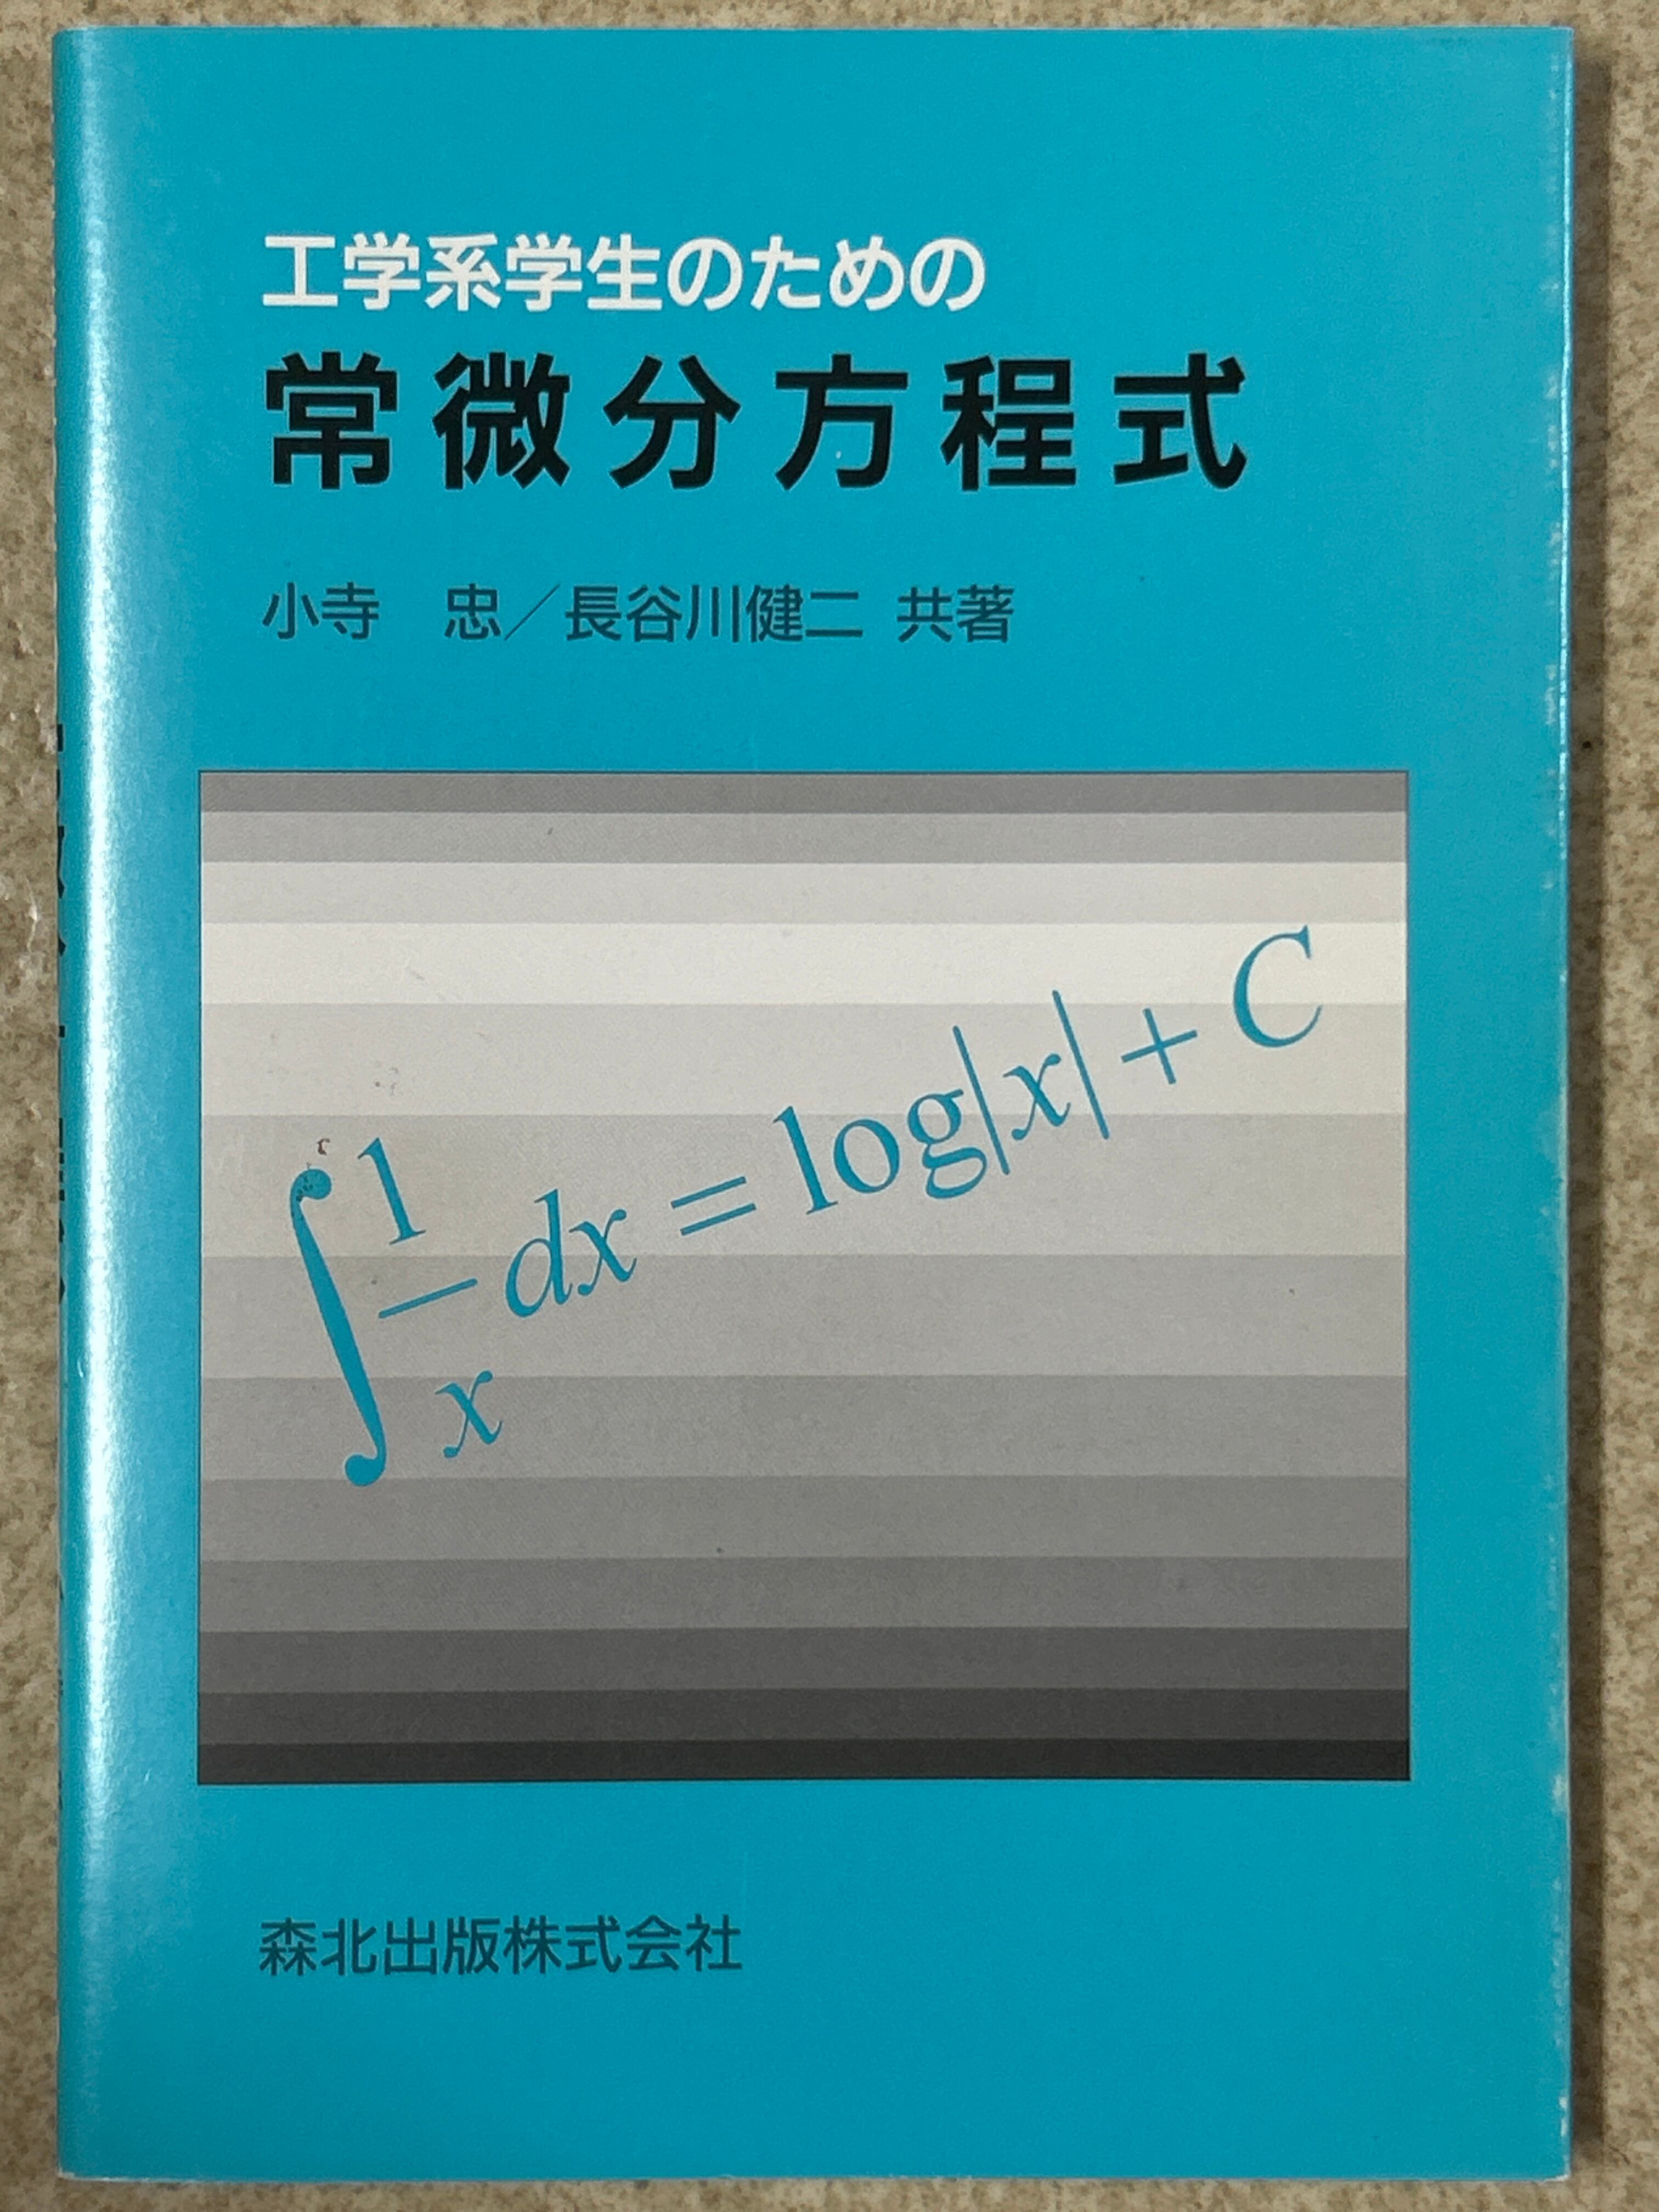 工学系学生のための
常微分方程式
小寺　忠／長谷川健二 共著
∫ 1/x dx = log|x| + C
森北出版株式会社